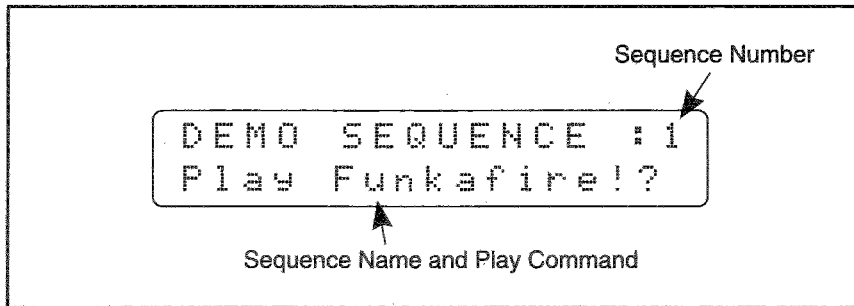 Sequence Number
DEMO SEQUENCE :1
Play Funkafire!?
Sequence Name and Play Command